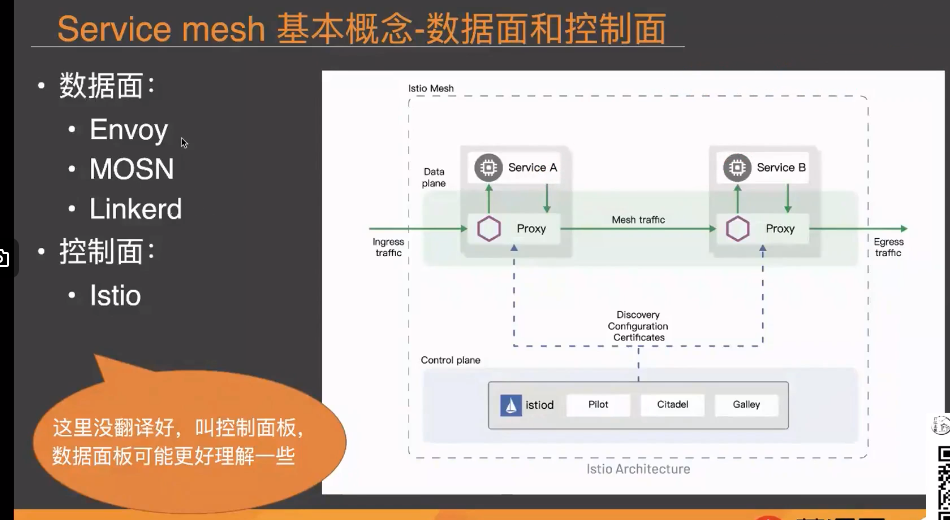 Service mesh 基本概念-数据面和控制面
• 数据面：
• Envoy
• MOSN
• Linkerd
• 控制面：
• Istio
这里没翻译好，叫控制面板，
数据面板可能更好理解一些
Istio Mesh
Data
plane
Service A
Service B
Proxy
Mesh traffic
Proxy
Ingress
traffic
Egress
traffic
Discovery
Configuration
Certificates
Control plane
istiod
Pilot
Citadel
Galley
Istio Architecture